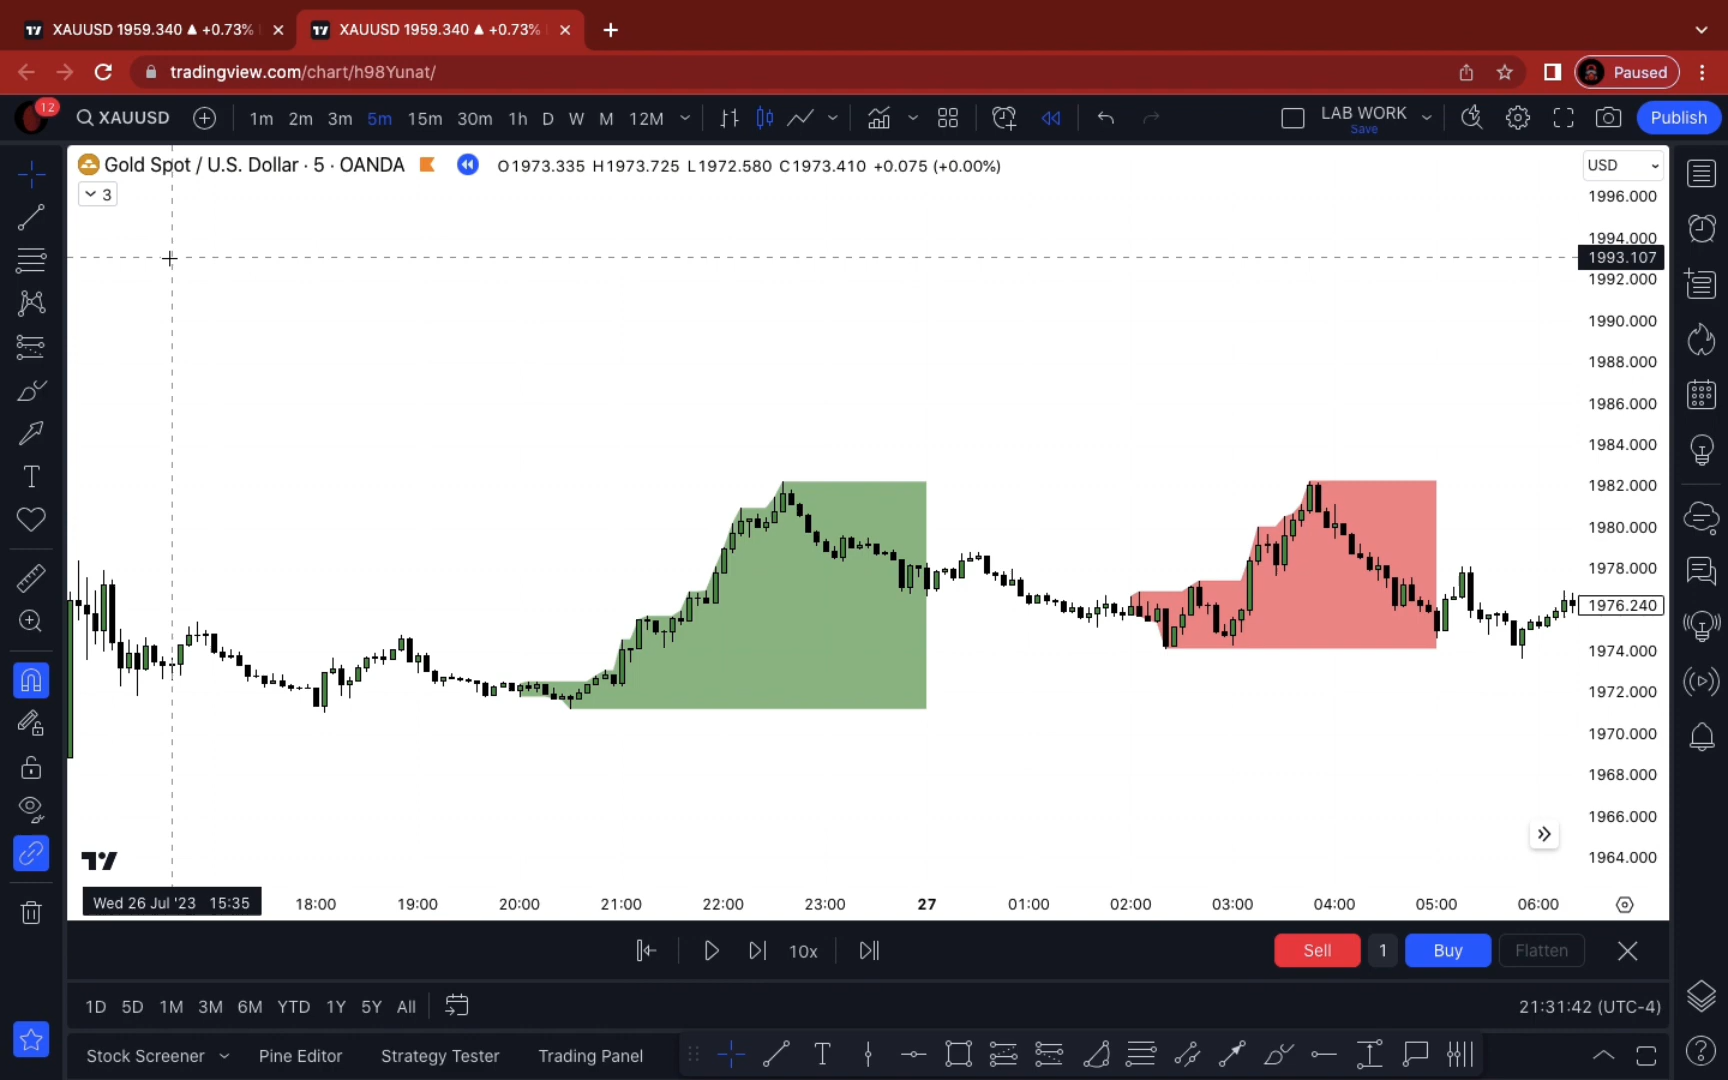 XAUUSD 1959.340 ▲ +0.73%
XAUUSD 1959.340 ▲ +0.73%
tradingview.com/chart/h98Yunat/
Paused
12
XAUUSD
1m 2m 3m 5m 15m 30m 1h D W M 12M
LAB WORK
Save
Publish
Gold Spot / U.S. Dollar · 5 · OANDA
O1973.335 H1973.725 L1972.580 C1973.410 +0.075 (+0.00%)
3
USD
1996.000
1994.000
1993.107
1992.000
1990.000
1988.000
1986.000
1984.000
1982.000
1980.000
1978.000
1976.240
1974.000
1972.000
1970.000
1968.000
1966.000
1964.000
Wed 26 Jul '23 15:35
18:00 19:00 20:00 21:00 22:00 23:00 27 01:00 02:00 03:00 04:00 05:00 06:00
10x
Sell 1 Buy Flatten
1D 5D 1M 3M 6M YTD 1Y 5Y All
21:31:42 (UTC-4)
Stock Screener Pine Editor Strategy Tester Trading Panel